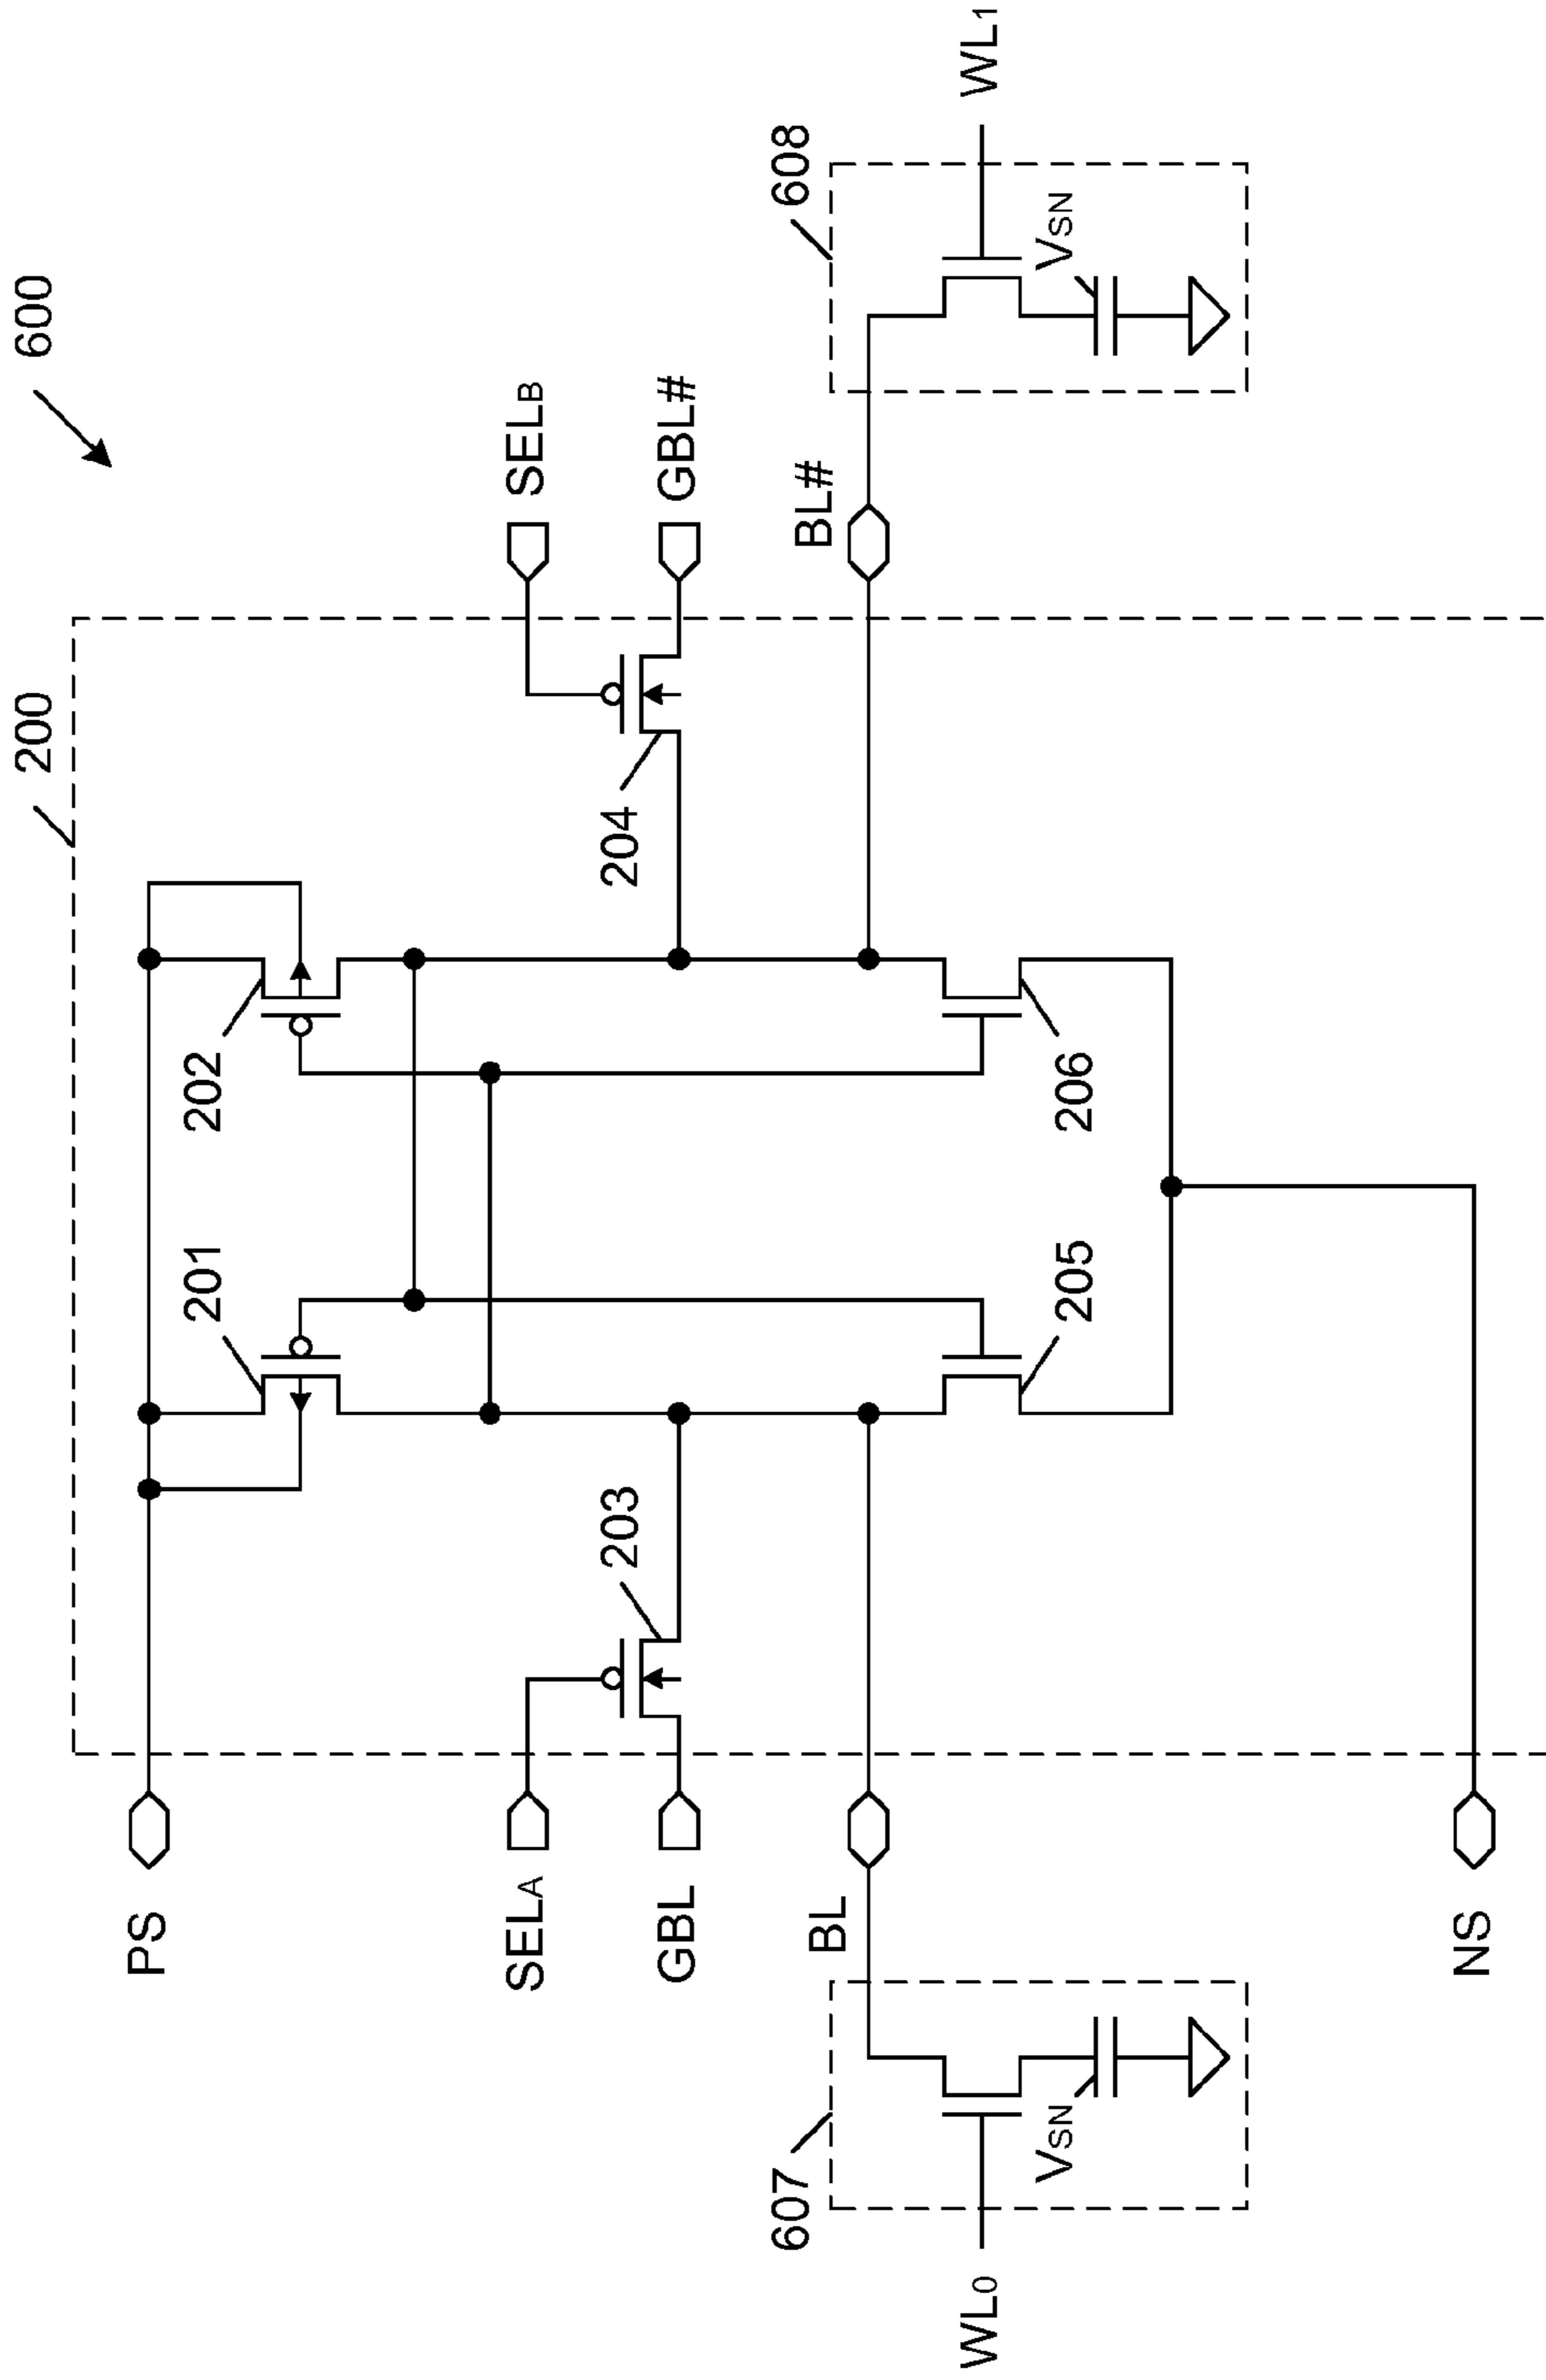 600
200
PS
201
202
SELA
SELB
203
204
GBL
GBL#
BL
BL#
607
608
WL0
VSN
VSN
WL1
205
206
NS